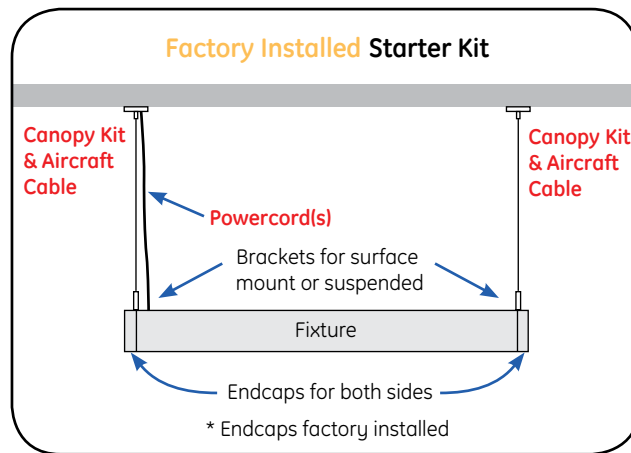 Factory Installed Starter Kit
Canopy Kit
& Aircraft
Cable
Canopy Kit
& Aircraft
Cable
Powercord(s)
Brackets for surface
mount or suspended
Fixture
Endcaps for both sides
* Endcaps factory installed